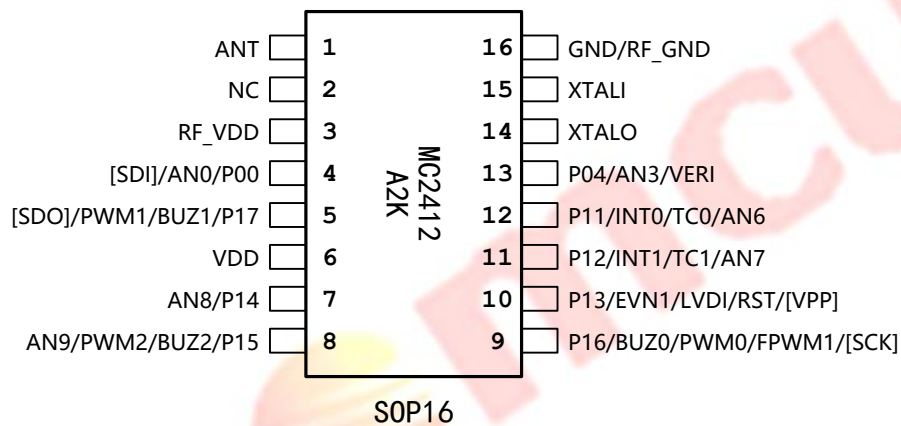 ANT 1 16 GND/RF_GND
NC 2 15 XTALI
RF_VDD 3 14 XTALO
[SDI]/AN0/P00 4 13 P04/AN3/VERI
[SDO]/PWM1/BUZ1/P17 5 12 P11/INT0/TC0/AN6
VDD 6 11 P12/INT1/TC1/AN7
AN8/P14 7 10 P13/EVN1/LVDI/RST/[VPP]
AN9/PWM2/BUZ2/P15 8 9 P16/BUZ0/PWM0/FPWM1/[SCK]
MC2412
A2K
SOP16
mcu